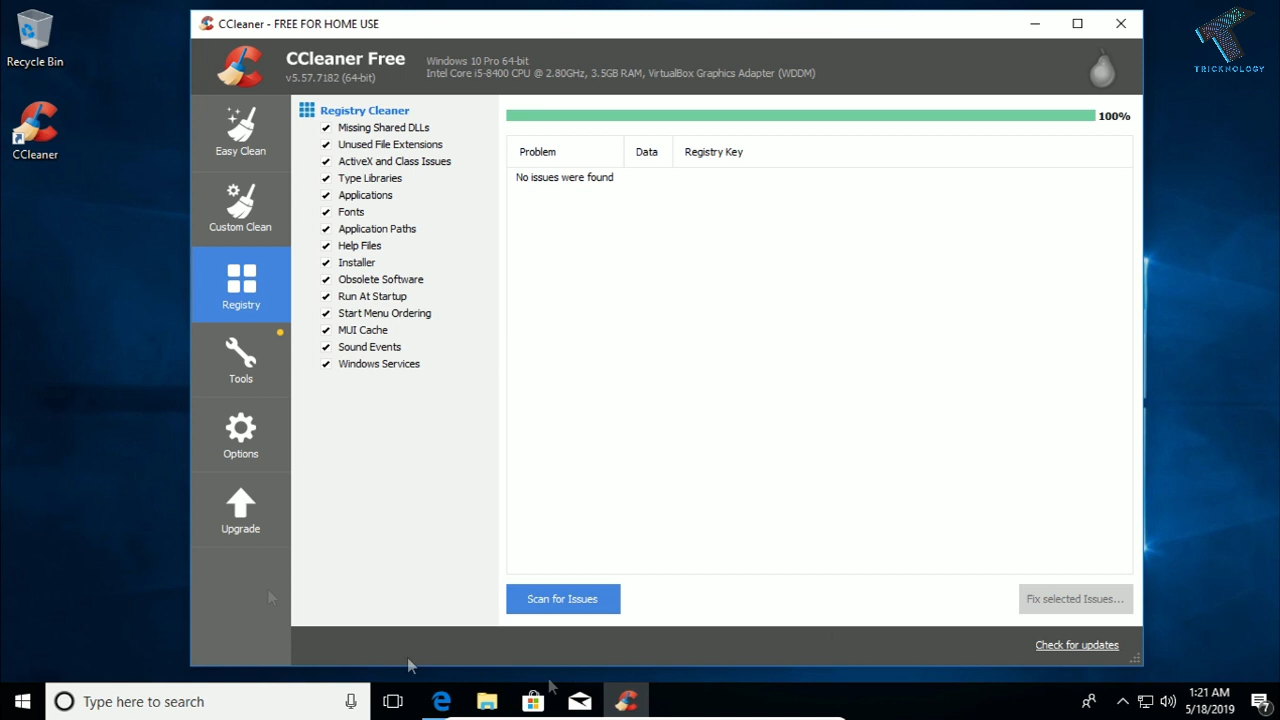 Recycle Bin
CCleaner
CCleaner - FREE FOR HOME USE
CCleaner Free
v5.57.7182 (64-bit)
Windows 10 Pro 64-bit
Intel Core i5-8400 CPU @ 2.80GHz, 3.5GB RAM, VirtualBox Graphics Adapter (WDDM)
TRICKNOLOGY
Easy Clean
Custom Clean
Registry
Tools
Options
Upgrade
Registry Cleaner
Missing Shared DLLs
Unused File Extensions
ActiveX and Class Issues
Type Libraries
Applications
Fonts
Application Paths
Help Files
Installer
Obsolete Software
Run At Startup
Start Menu Ordering
MUI Cache
Sound Events
Windows Services
100%
Problem Data Registry Key
No issues were found
Scan for Issues
Fix selected Issues...
Check for updates
Type here to search
1:21 AM
5/18/2019
7